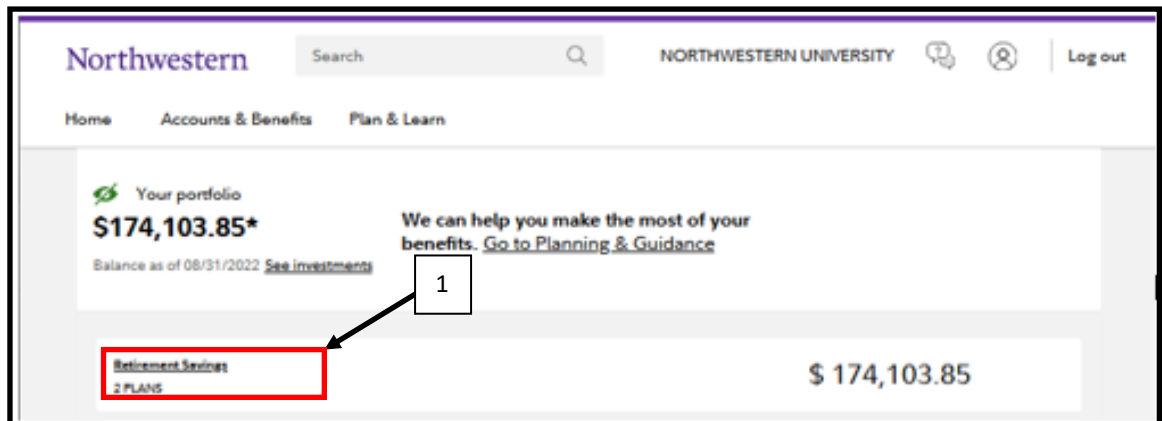 Northwestern Search NORTHWESTERN UNIVERSITY Log out
Home Accounts & Benefits Plan & Learn
Your portfolio
$174,103.85*
Balance as of 08/31/2022 See investments
We can help you make the most of your
benefits. Go to Planning & Guidance
1
Retirement Savings
2 PLANS
$ 174,103.85